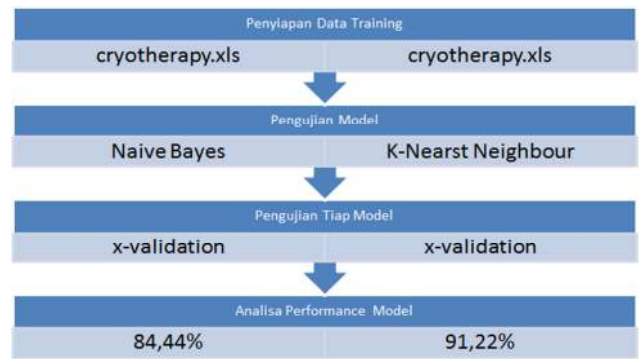 Penyiapan Data Training
cryotherapy.xls cryotherapy.xls
Pengujian Model
Naive Bayes K-Nearst Neighbour
Pengujian Tiap Model
x-validation x-validation
Analisa Performance Model
84,44% 91,22%